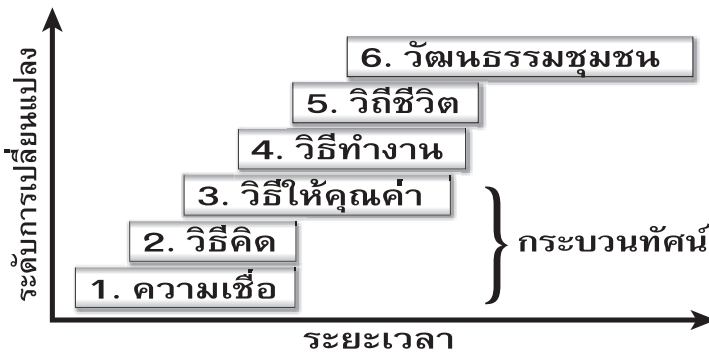 ระดับการเปลี่ยนแปลง
6. วัฒนธรรมชุมชน
5. วิถีชีวิต
4. วิธีทำงาน
3. วิธีให้คุณค่า
2. วิธีคิด
1. ความเชื่อ
กระบวนทัศน์
ระยะเวลา